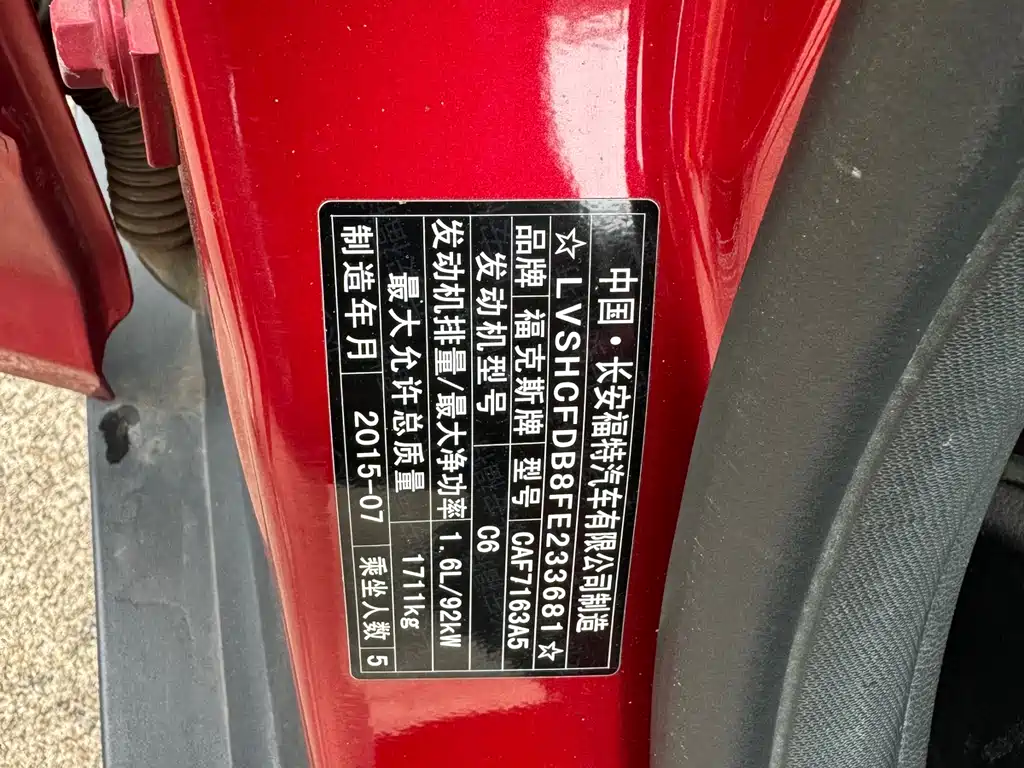 中国·长安福特汽车有限公司制造
☆LVSHCFDB8FE233681☆
品牌 福克斯牌 型号 CAF7163A5
发动机型号 C6
发动机排量/最大净功率 1.6L/92kW
最大允许总质量 1711kg
制造年月 2015-07 乘坐人数 5